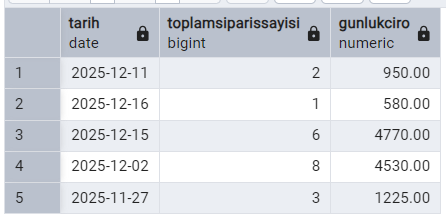 tarih toplamsiparissayisi gunlukciro
date bigint numeric
1 2025-12-11 2 950.00
2 2025-12-16 1 580.00
3 2025-12-15 6 4770.00
4 2025-12-02 8 4530.00
5 2025-11-27 3 1225.00